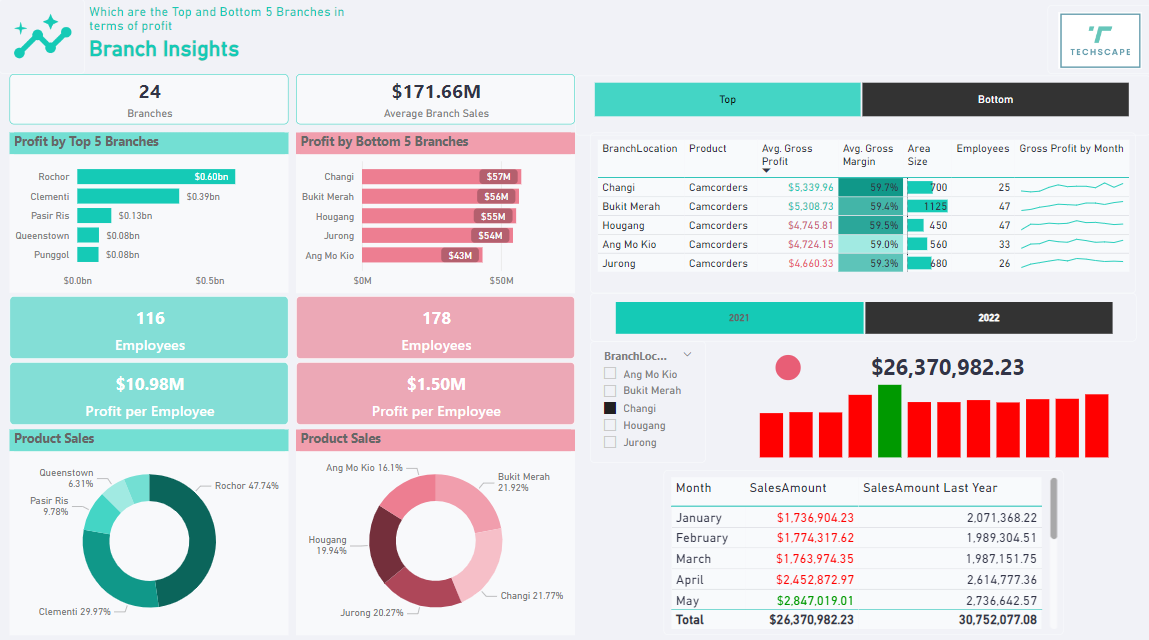 Which are the Top and Bottom 5 Branches in
terms of profit
Branch Insights
TECHSCAPE
24
Branches
$171.66M
Average Branch Sales
Top
Bottom
Profit by Top 5 Branches
Rochor $0.60bn
Clementi $0.39bn
Pasir Ris $0.13bn
Queenstown $0.08bn
Punggol $0.08bn
$0.0bn $0.5bn
Profit by Bottom 5 Branches
Changi $57M
Bukit Merah $56M
Hougang $55M
Jurong $54M
Ang Mo Kio $43M
$0M $50M
BranchLocation Product Avg. Gross Profit Avg. Gross Margin Area Size Employees Gross Profit by Month
Changi Camcorders $5,339.96 59.7% 700 25
Bukit Merah Camcorders $5,308.73 59.4% 1125 47
Hougang Camcorders $4,745.81 59.5% 450 47
Ang Mo Kio Camcorders $4,724.15 59.0% 560 33
Jurong Camcorders $4,660.33 59.3% 680 26
116
Employees
178
Employees
$10.98M
Profit per Employee
$1.50M
Profit per Employee
2021
2022
BranchLoc...
Ang Mo Kio
Bukit Merah
Changi
Hougang
Jurong
$26,370,982.23
Product Sales
Queenstown
6.31%
Pasir Ris
9.78%
Rochor 47.74%
Clementi 29.97%
Product Sales
Ang Mo Kio 16.1%
Bukit Merah
21.92%
Hougang
19.94%
Changi 21.77%
Jurong 20.27%
Month SalesAmount SalesAmount Last Year
January $1,736,904.23 2,071,368.22
February $1,774,317.62 1,989,304.51
March $1,763,974.35 1,987,151.75
April $2,452,872.97 2,614,777.36
May $2,847,019.01 2,736,642.57
Total $26,370,982.23 30,752,077.08